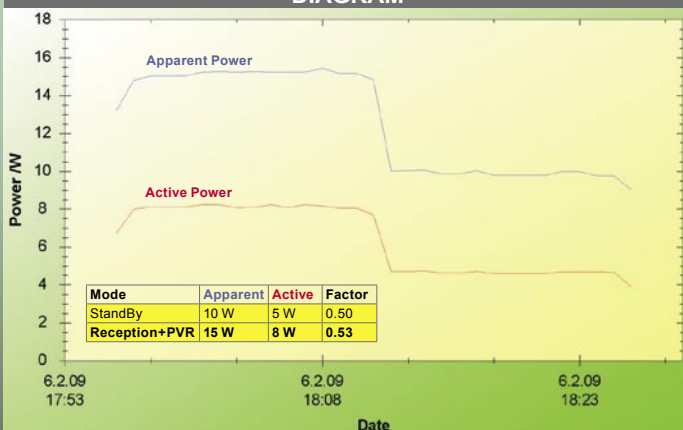 DIAGRAM
18
16
14
12
10
8
6
4
2
0
Power /W
Apparent Power
Active Power
Mode Apparent Active Factor
StandBy 10 W 5 W 0.50
Reception+PVR 15 W 8 W 0.53
6.2.09 6.2.09 6.2.09
17:53 18:08 18:23
Date